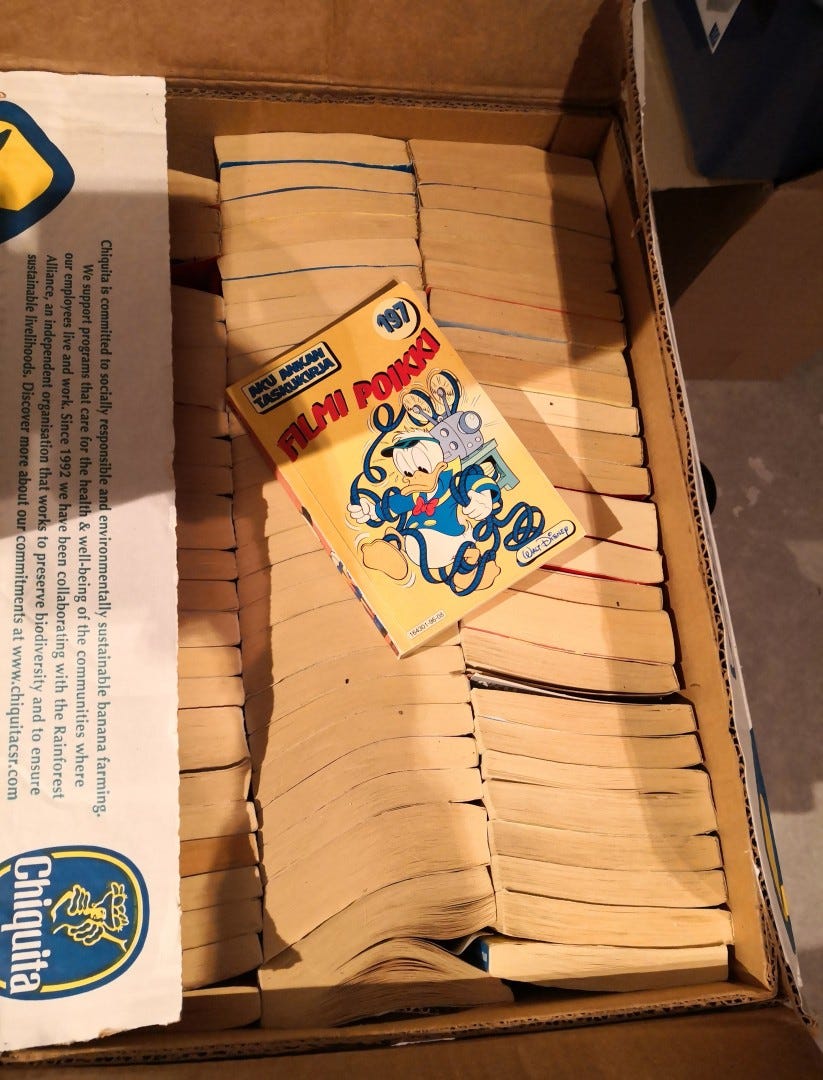 197
AKU ANKAN
TASKUKIRJA
FILMI POIKKI
WALT DISNEY
164301-96-08
Chiquita is committed to socially responsible and environmentally sustainable banana farming.
We support programs that care for the health & well-being of the communities where
our employees live and work. Since 1992 we have been collaborating with the Rainforest
Alliance, an independent organisation that works to preserve biodiversity and to ensure
sustainable livelihoods. Discover more about our commitments at www.chiquitacsr.com
Chiquita